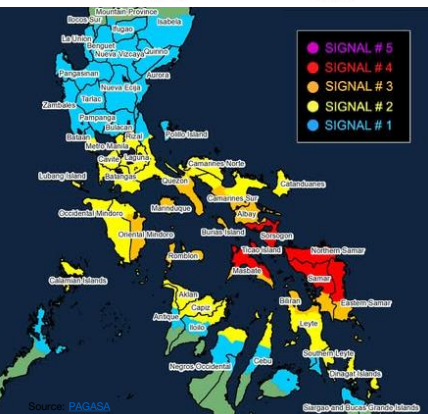 Mountain Province
Ilocos Sur
Isabela
Ifugao
La Union
Benguet
Quirino
Nueva Vizcaya
Pangasinan
Aurora
Nueva Ecija
Tarlac
Zambales
Pampanga
Bulacan
Bataan
Rizal
Polillo Island
Metro Manila
Cavite
Laguna
Batangas
Lubang Island
Quezon
Camarines Norte
Camarines Sur
Catanduanes
Marinduque
Albay
Occidental Mindoro
Oriental Mindoro
Burias Island
Sorsogon
Ticao Island
Northern Samar
Romblon
Masbate
Samar
Calamian Islands
Biliran
Eastern Samar
Aklan
Capiz
Antique
Iloilo
Leyte
Negros Occidental
Cebu
Southern Leyte
Dinagat Islands
Siargao and Bucas Grande Islands
SIGNAL # 5
SIGNAL # 4
SIGNAL # 3
SIGNAL # 2
SIGNAL # 1
Source: PAGASA